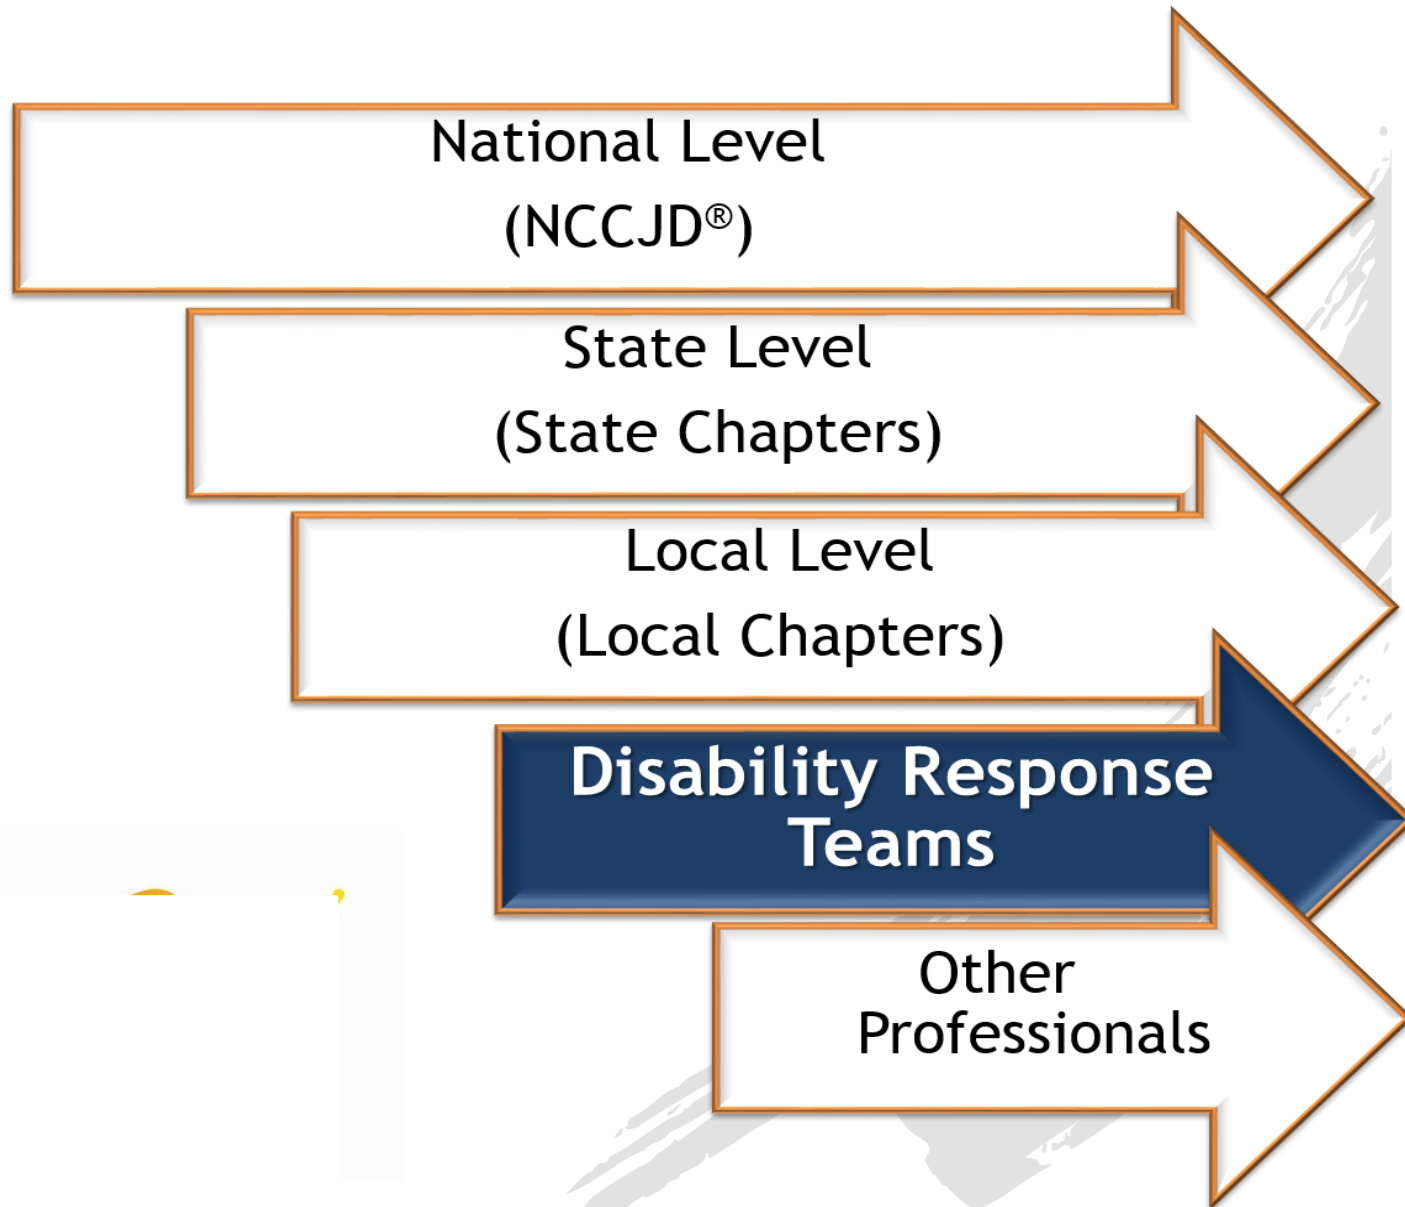 National Level
(NCCJD®)
State Level
(State Chapters)
Local Level
(Local Chapters)
Disability Response
Teams
Other
Professionals